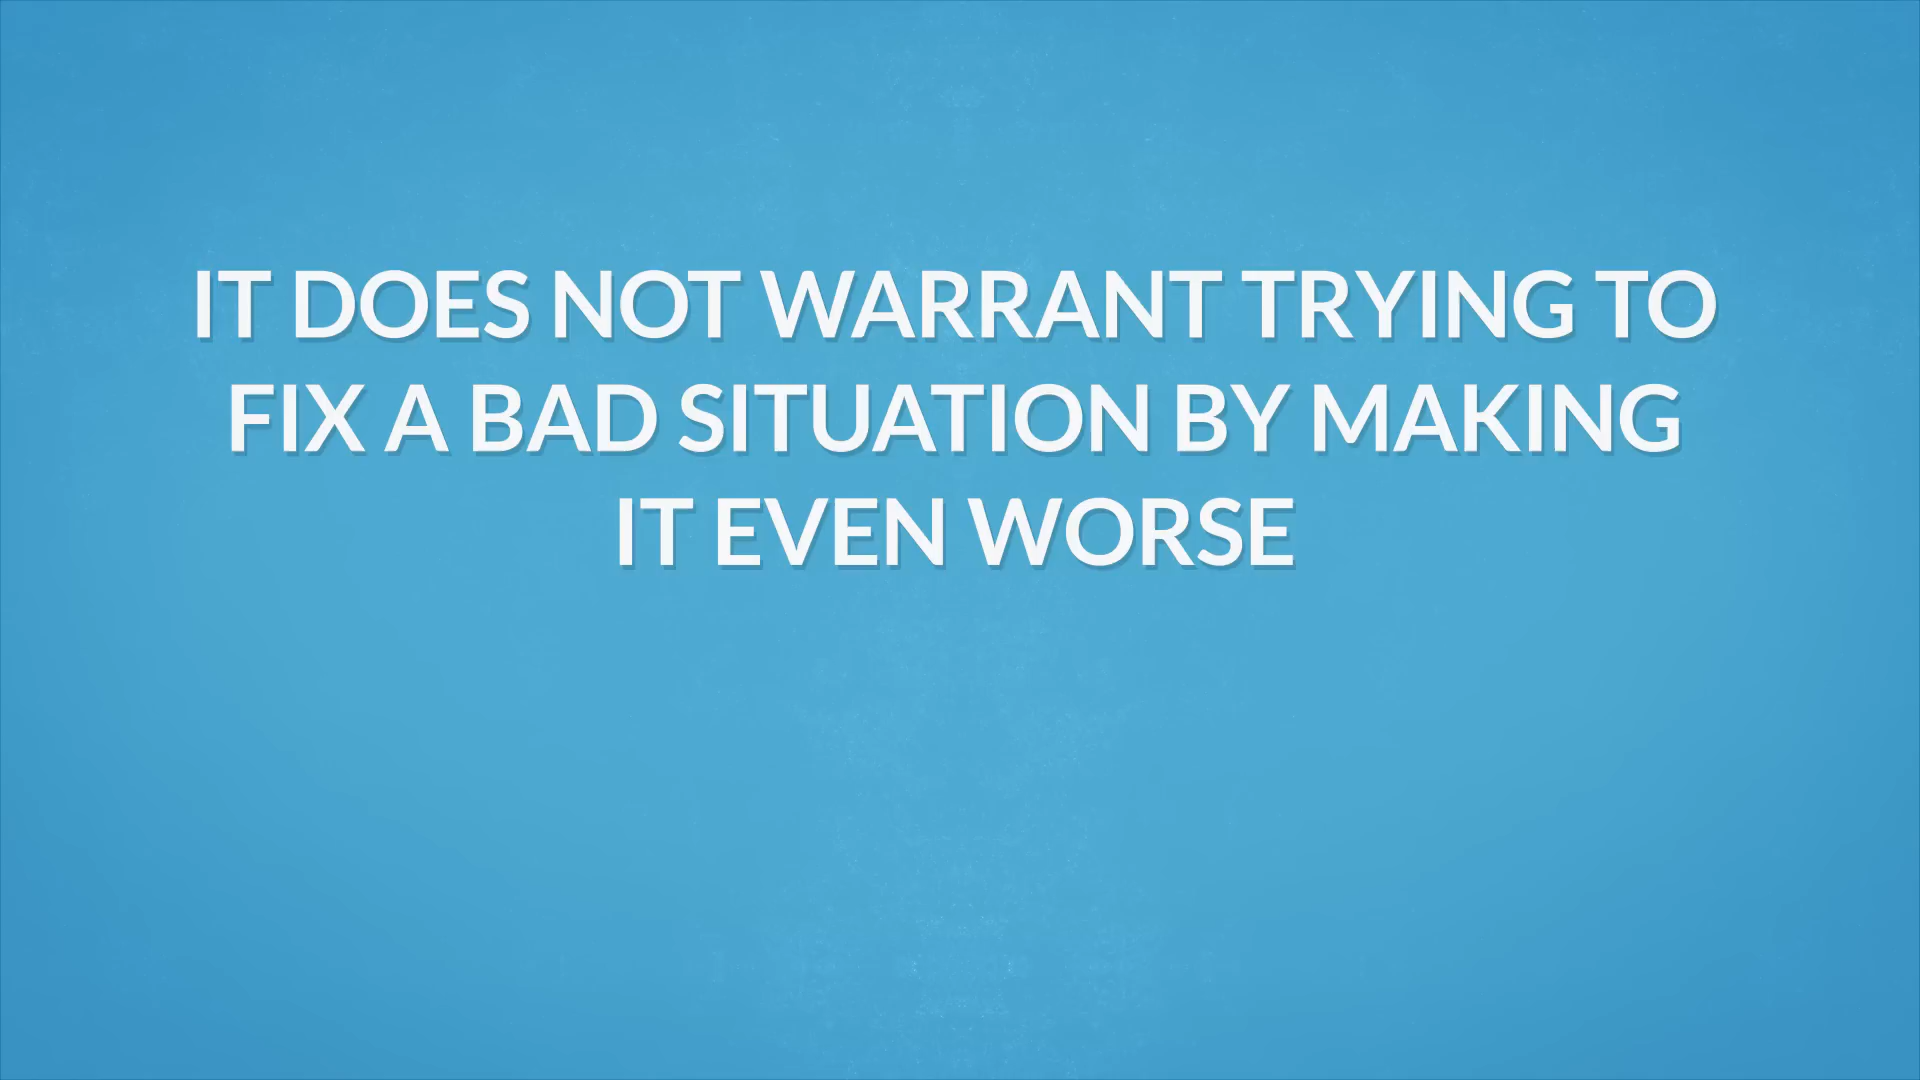 IT DOES NOT WARRANT TRYING TO
FIX A BAD SITUATION BY MAKING
IT EVEN WORSE